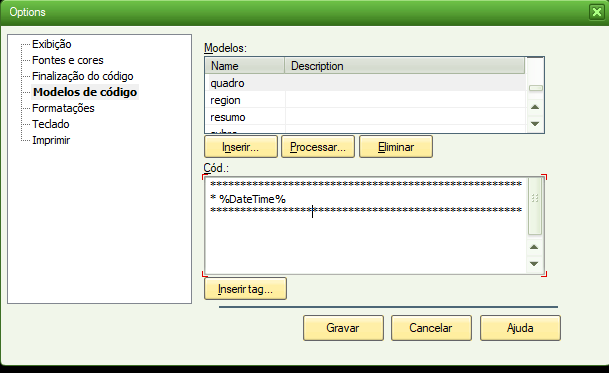 Options
Exibição
Fontes e cores
Finalização do código
Modelos de código
Formatações
Teclado
Imprimir
Modelos:
Name Description
quadro
region
resumo
Inserir... Processar... Eliminar
Cód.:
****************************************************
* %DateTime%
****************************************************
Inserir tag...
Gravar Cancelar Ajuda